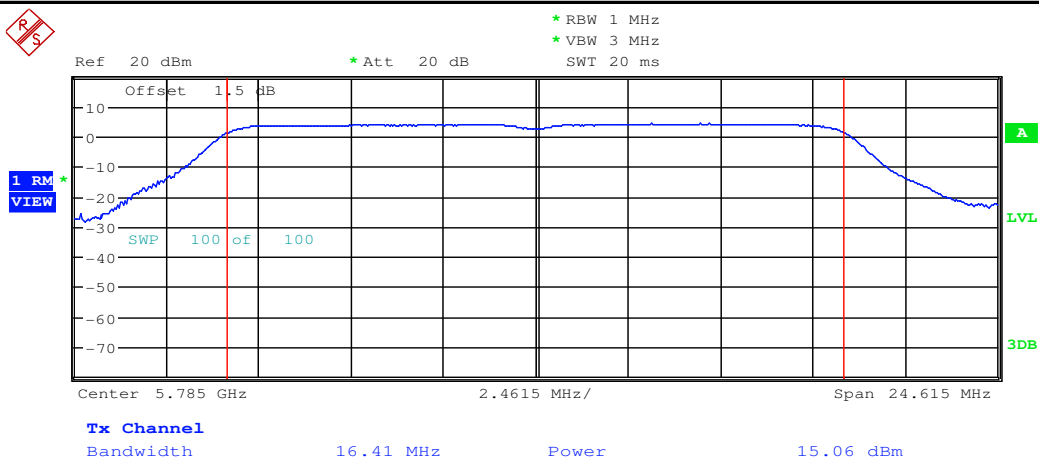 R S
* RBW 1 MHz
* VBW 3 MHz
Ref 20 dBm * Att 20 dB SWT 20 ms
Offset 1.5 dB
10
0
A
-10
1 RM *
VIEW
-20
LVL
-30
SWP 100 of 100
-40
-50
-60
3DB
-70
Center 5.785 GHz 2.4615 MHz/ Span 24.615 MHz
Tx Channel
Bandwidth 16.41 MHz Power 15.06 dBm